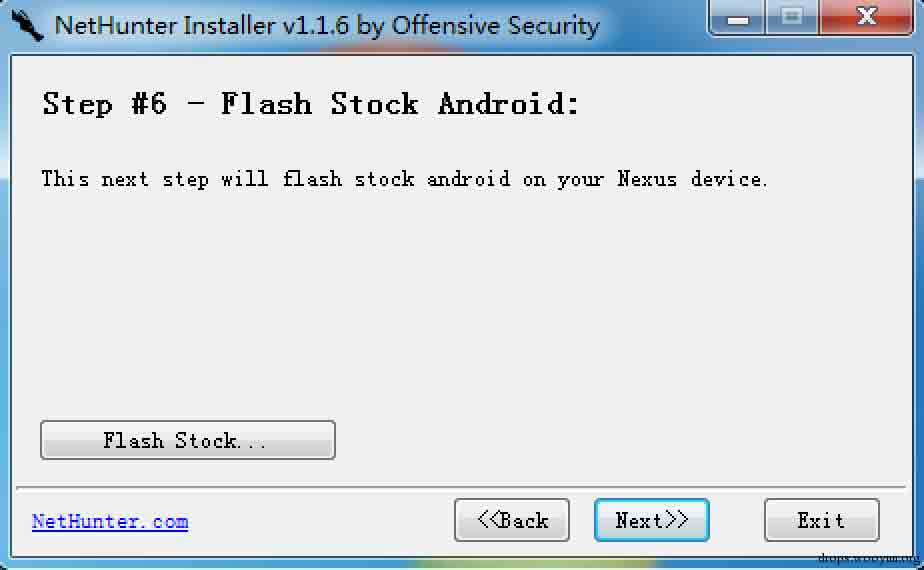 NetHunter Installer v1.1.6 by Offensive Security
Step #6 - Flash Stock Android:
This next step will flash stock android on your Nexus device.
Flash Stock...
NetHunter.com
<<Back
Next>>
Exit
drops.wooyun.org